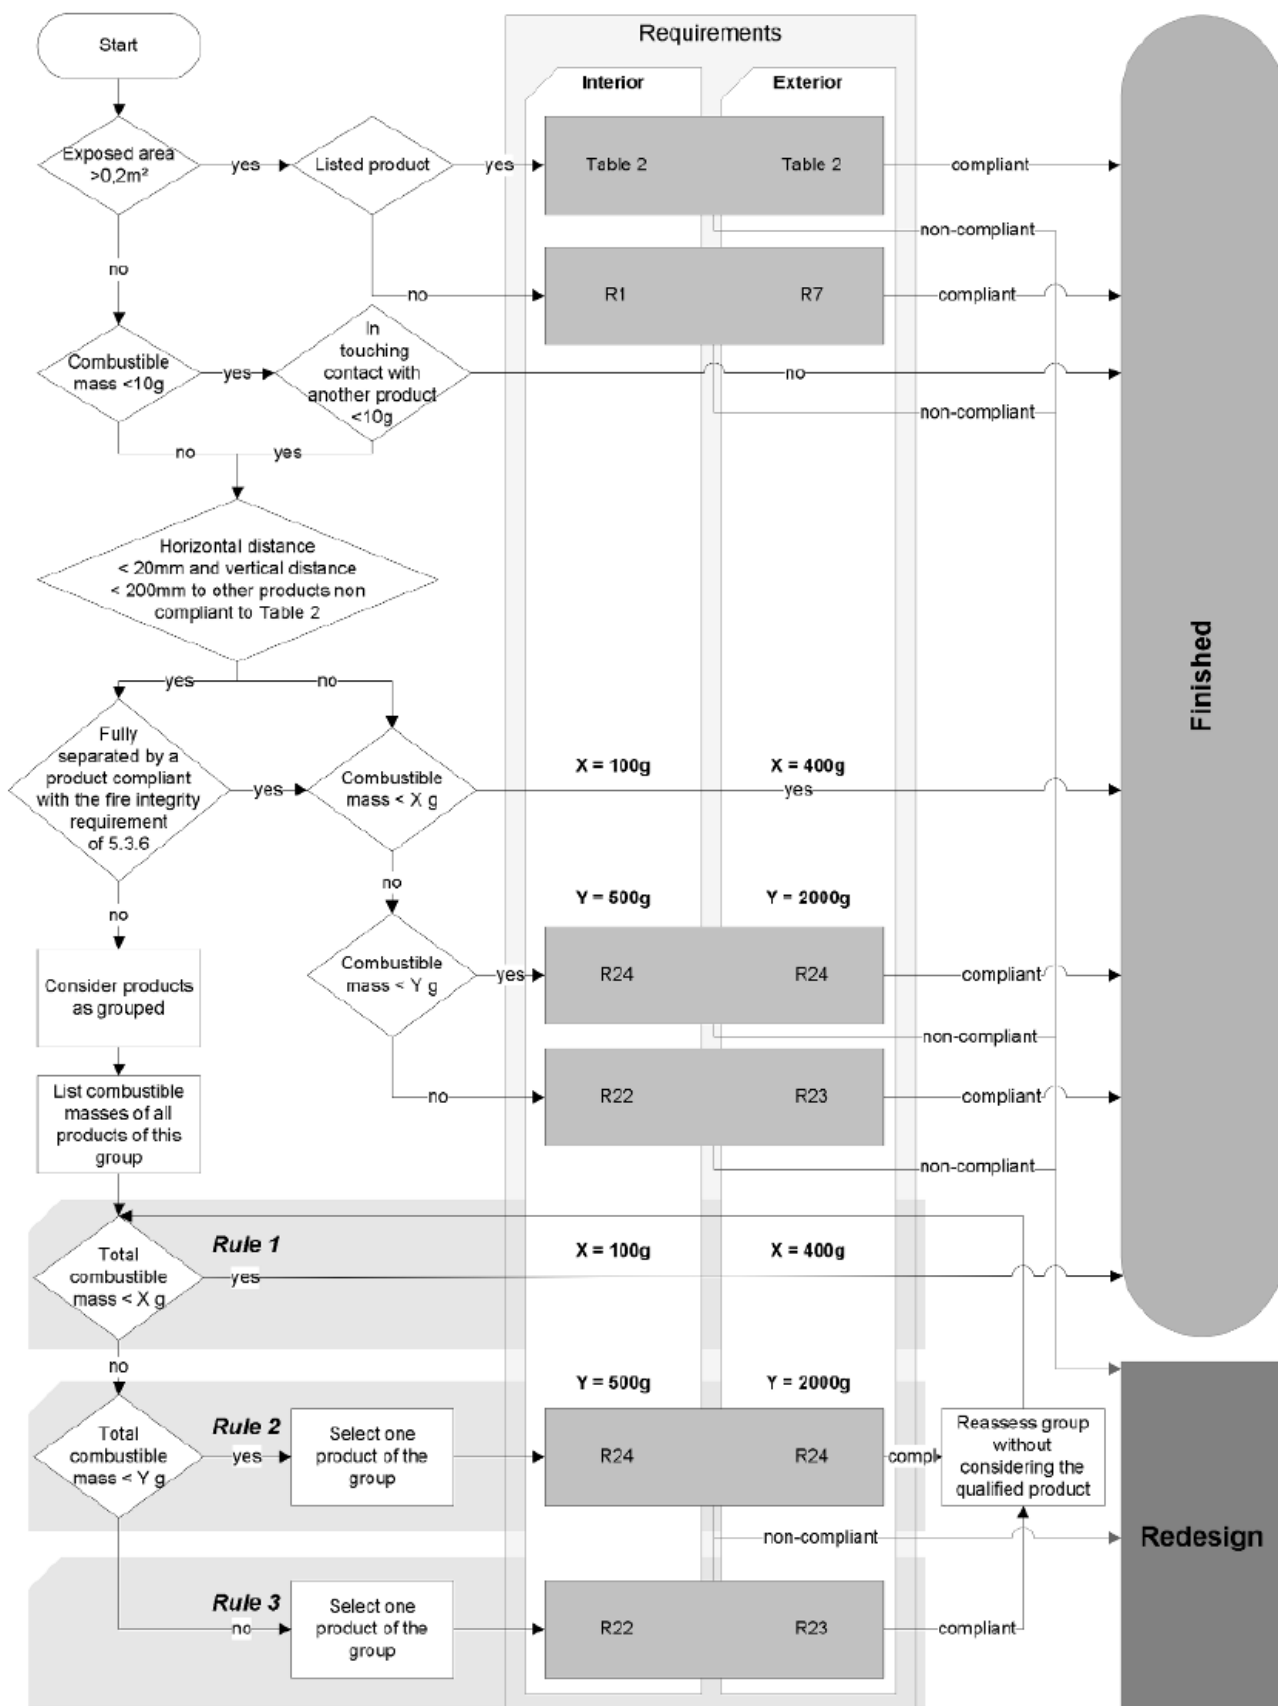 Start
Requirements
Interior
Exterior
Exposed area
>0,2m²
yes
Listed product
yes
Table 2
Table 2
compliant
non-compliant
no
no
R1
R7
compliant
Combustible
mass <10g
yes
In
touching
contact with
another product
<10g
no
non-compliant
no
yes
Horizontal distance
< 20mm and vertical distance
< 200mm to other products non
compliant to Table 2
Finished
yes
no
Fully
separated by a
product compliant
with the fire integrity
requirement
of 5.3.6
yes
Combustible
mass < X g
X = 100g
X = 400g
yes
no
no
Y = 500g
Y = 2000g
Consider products
as grouped
Combustible
mass < Y g
yes
R24
R24
compliant
non-compliant
List combustible
masses of all
products of this
group
no
R22
R23
compliant
non-compliant
Rule 1
Total
combustible
mass < X g
yes
X = 100g
X = 400g
no
Y = 500g
Y = 2000g
Rule 2
Total
combustible
mass < Y g
yes
Select one
product of the
group
R24
R24
compl
Reassess group
without
considering the
qualified product
non-compliant
Redesign
Rule 3
no
Select one
product of the
group
R22
R23
compliant